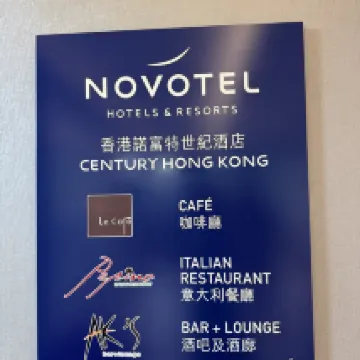 NOVOTEL
HOTELS & RESORTS
香港諾富特世紀酒店
CENTURY HONG KONG
Le Café
CAFÉ
咖啡廳
ITALIAN
RESTAURANT
意大利餐廳
BAR + LOUNGE
酒吧及酒廊